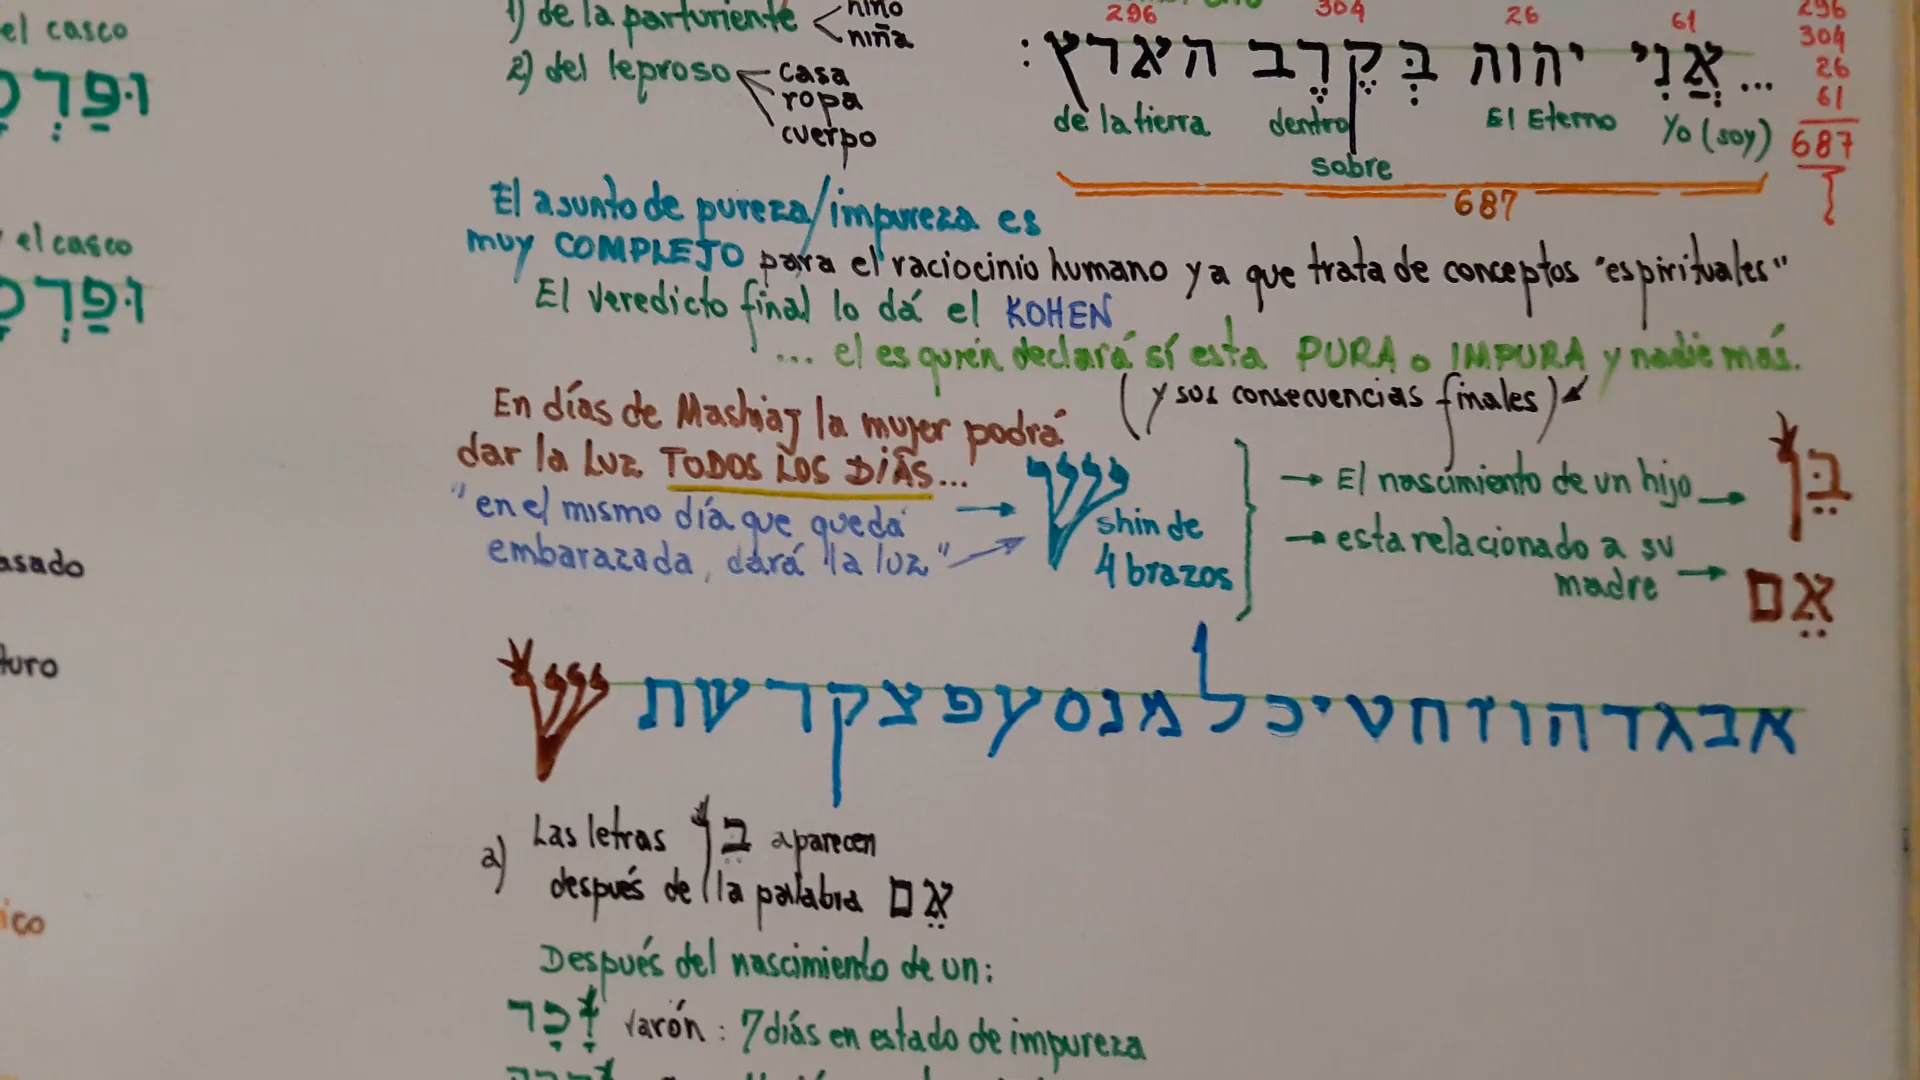 el casco
וּפַרְסָ
y el casco
וּפַרְסָ
asado
turo
ico
1) de la parturiente
niño
niña
2) del leproso
casa
ropa
cuerpo
296 304 26 61
...אֲנִי יהוה בְּקֶרֶב הארץ:
de la tierra dentro El Eterno Yo (soy)
sobre
687
296
304
26
61
687
El asunto de pureza/impureza es
muy COMPLEJO para el raciocinio humano ya que trata de conceptos "espirituales"
El veredicto final lo dá el KOHEN
... el es quién declará sí esta PURA o IMPURA y nadie más.
(y sus consecuencias finales)
En días de Mashiaj la mujer podrá
dar la luz TODOS LOS DIAS...
"en el mismo día que queda
embarazada, dará "la luz"
shin de
4 brazos
→ El nascimiento de un hijo → בֵּן
→ esta relacionado a su
madre → אֵם
אבגדהוזחטיכלמנסעפצקרשת ש
a) Las letras בֵּן aparecen
después de la palabra אֵם
Después del nascimiento de un:
זָכָר varón: 7 diás en estado de impureza